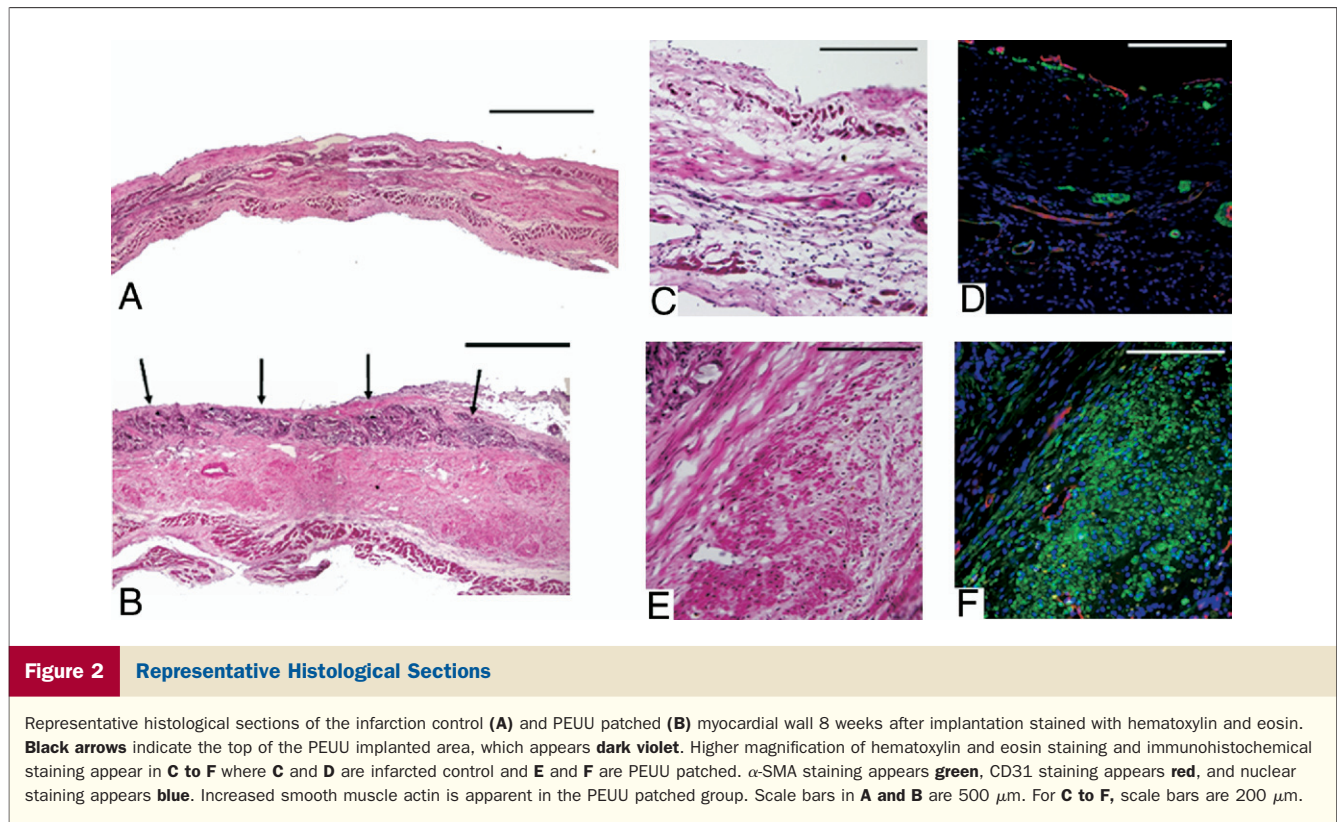 A
B
C
D
E
F
Figure 2 Representative Histological Sections
Representative histological sections of the infarction control (A) and PEUU patched (B) myocardial wall 8 weeks after implantation stained with hematoxylin and eosin.
Black arrows indicate the top of the PEUU implanted area, which appears dark violet. Higher magnification of hematoxylin and eosin staining and immunohistochemical
staining appear in C to F where C and D are infarcted control and E and F are PEUU patched. α-SMA staining appears green, CD31 staining appears red, and nuclear
staining appears blue. Increased smooth muscle actin is apparent in the PEUU patched group. Scale bars in A and B are 500 μm. For C to F, scale bars are 200 μm.